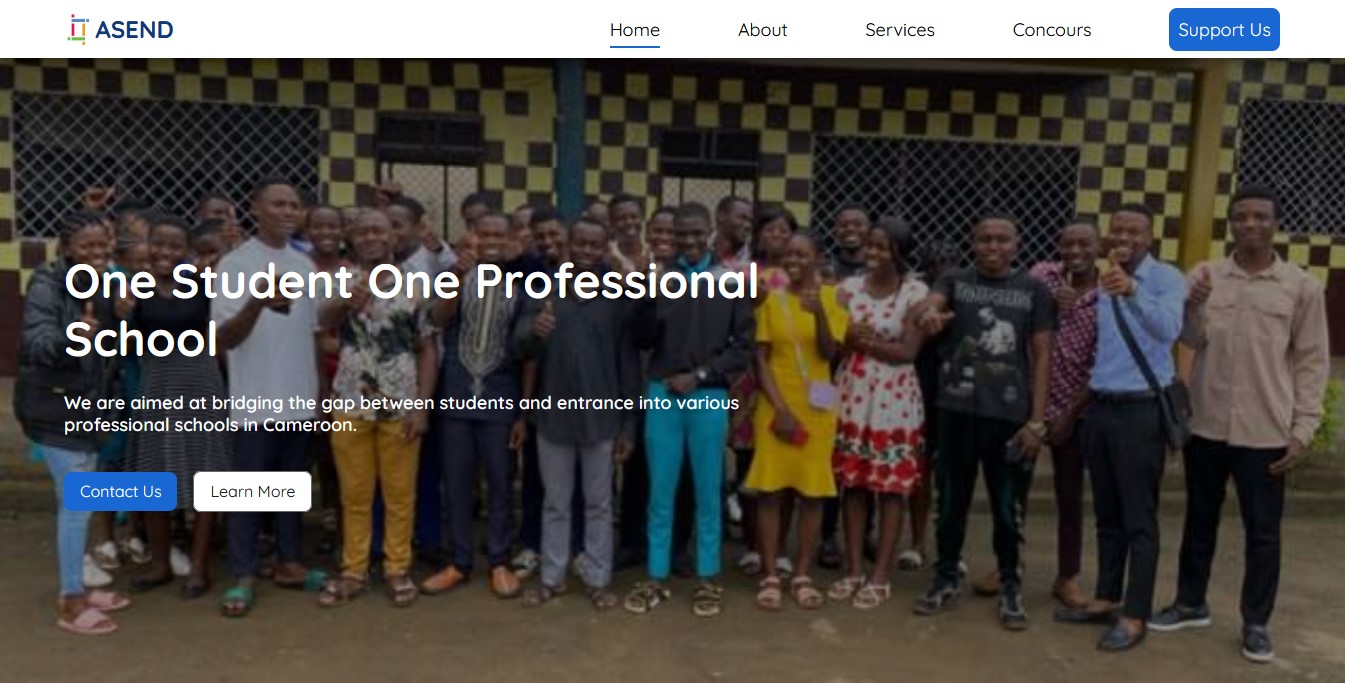 ASEND
Home
About
Services
Concours
Support Us
One Student One Professional
School
We are aimed at bridging the gap between students and entrance into various
professional schools in Cameroon.
Contact Us
Learn More